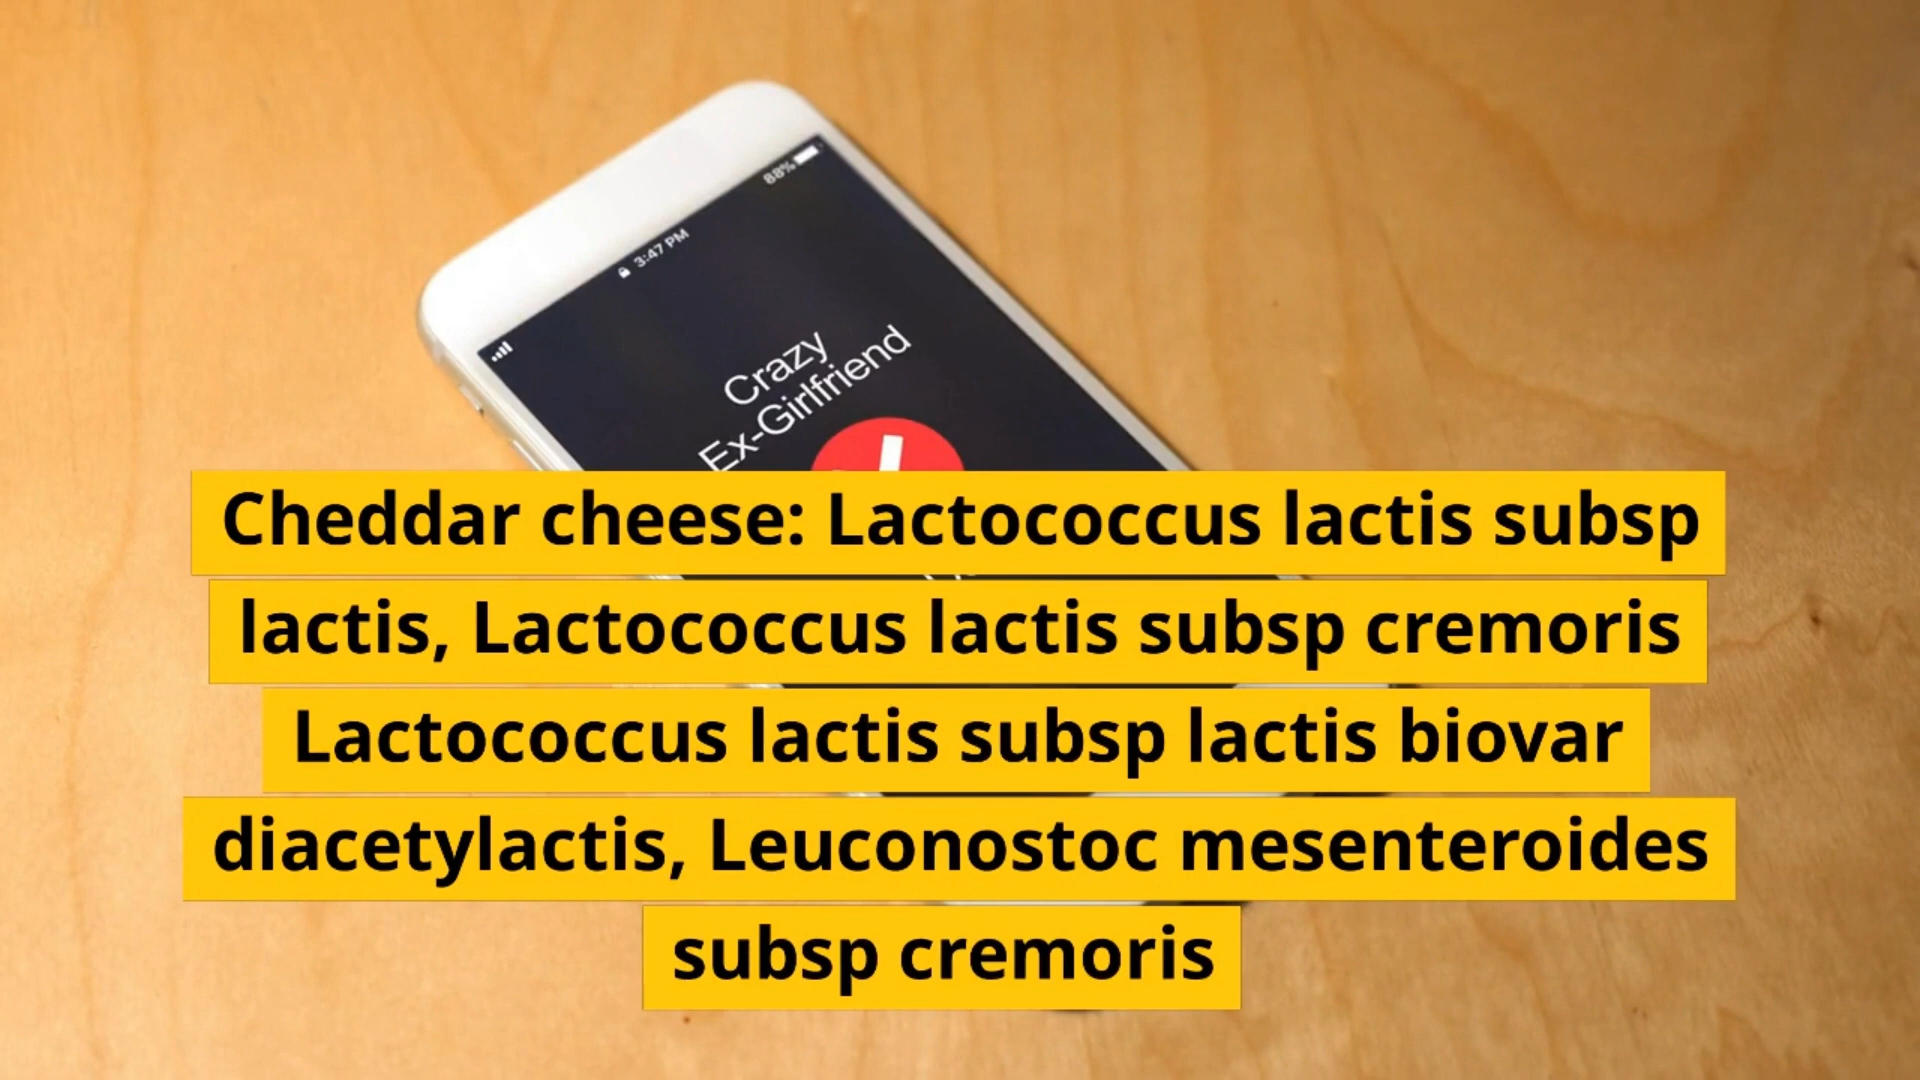 68%
3:47 PM
Crazy
Ex-Girlfriend
Cheddar cheese: Lactococcus lactis subsp
lactis, Lactococcus lactis subsp cremoris
Lactococcus lactis subsp lactis biovar
diacetylactis, Leuconostoc mesenteroides
subsp cremoris